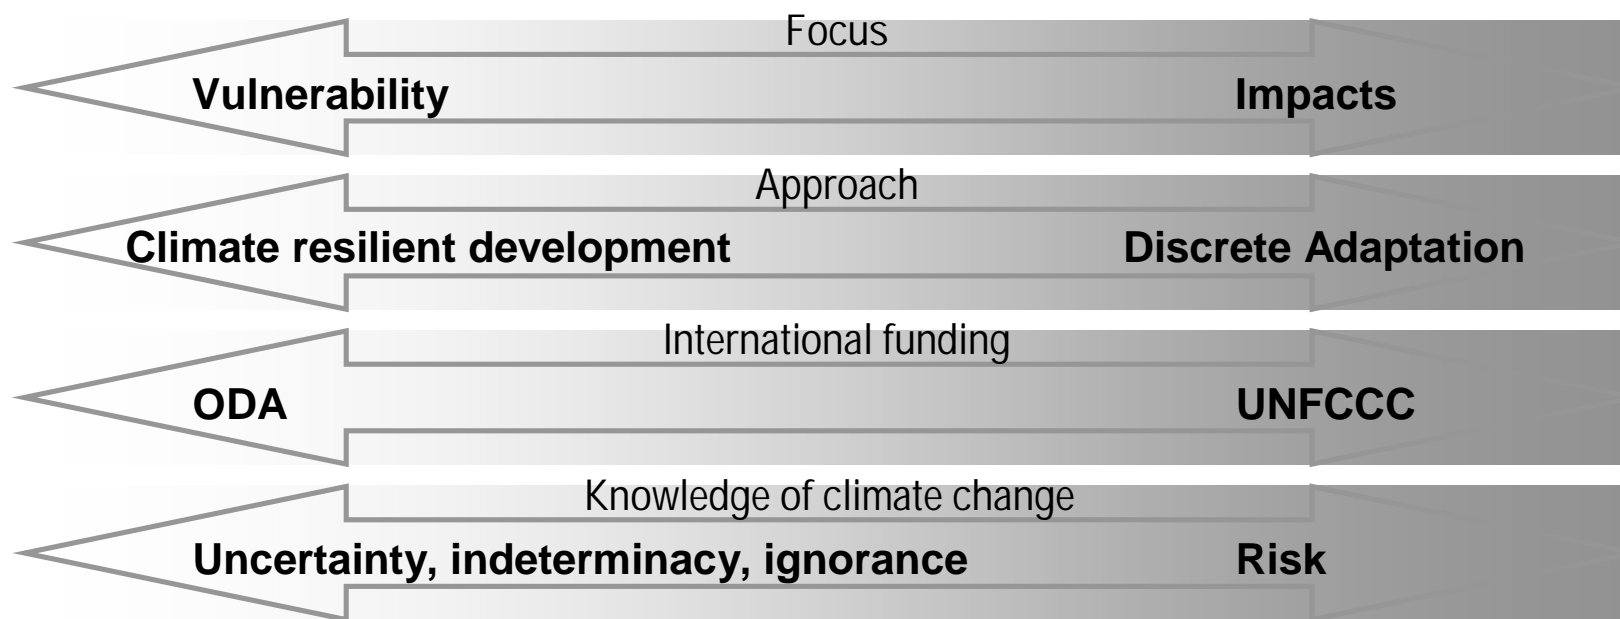 Focus
Vulnerability Impacts
Approach
Climate resilient development Discrete Adaptation
International funding
ODA UNFCCC
Knowledge of climate change
Uncertainty, indeterminacy, ignorance Risk